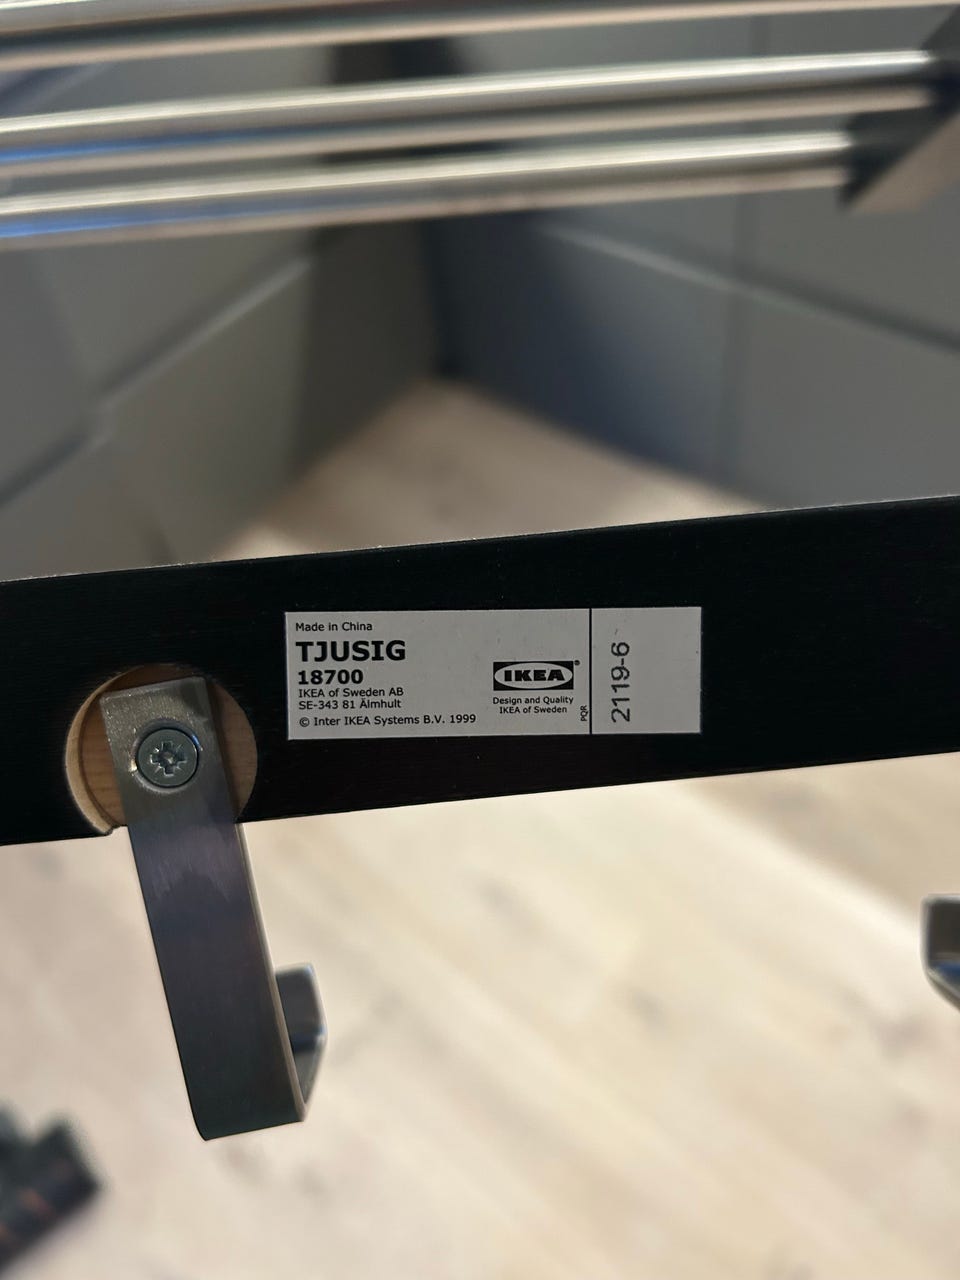 Made in China
TJUSIG
18700
IKEA of Sweden AB
SE-343 81 Älmhult
© Inter IKEA Systems B.V. 1999
IKEA®
Design and Quality
IKEA of Sweden
PQR
2119-6